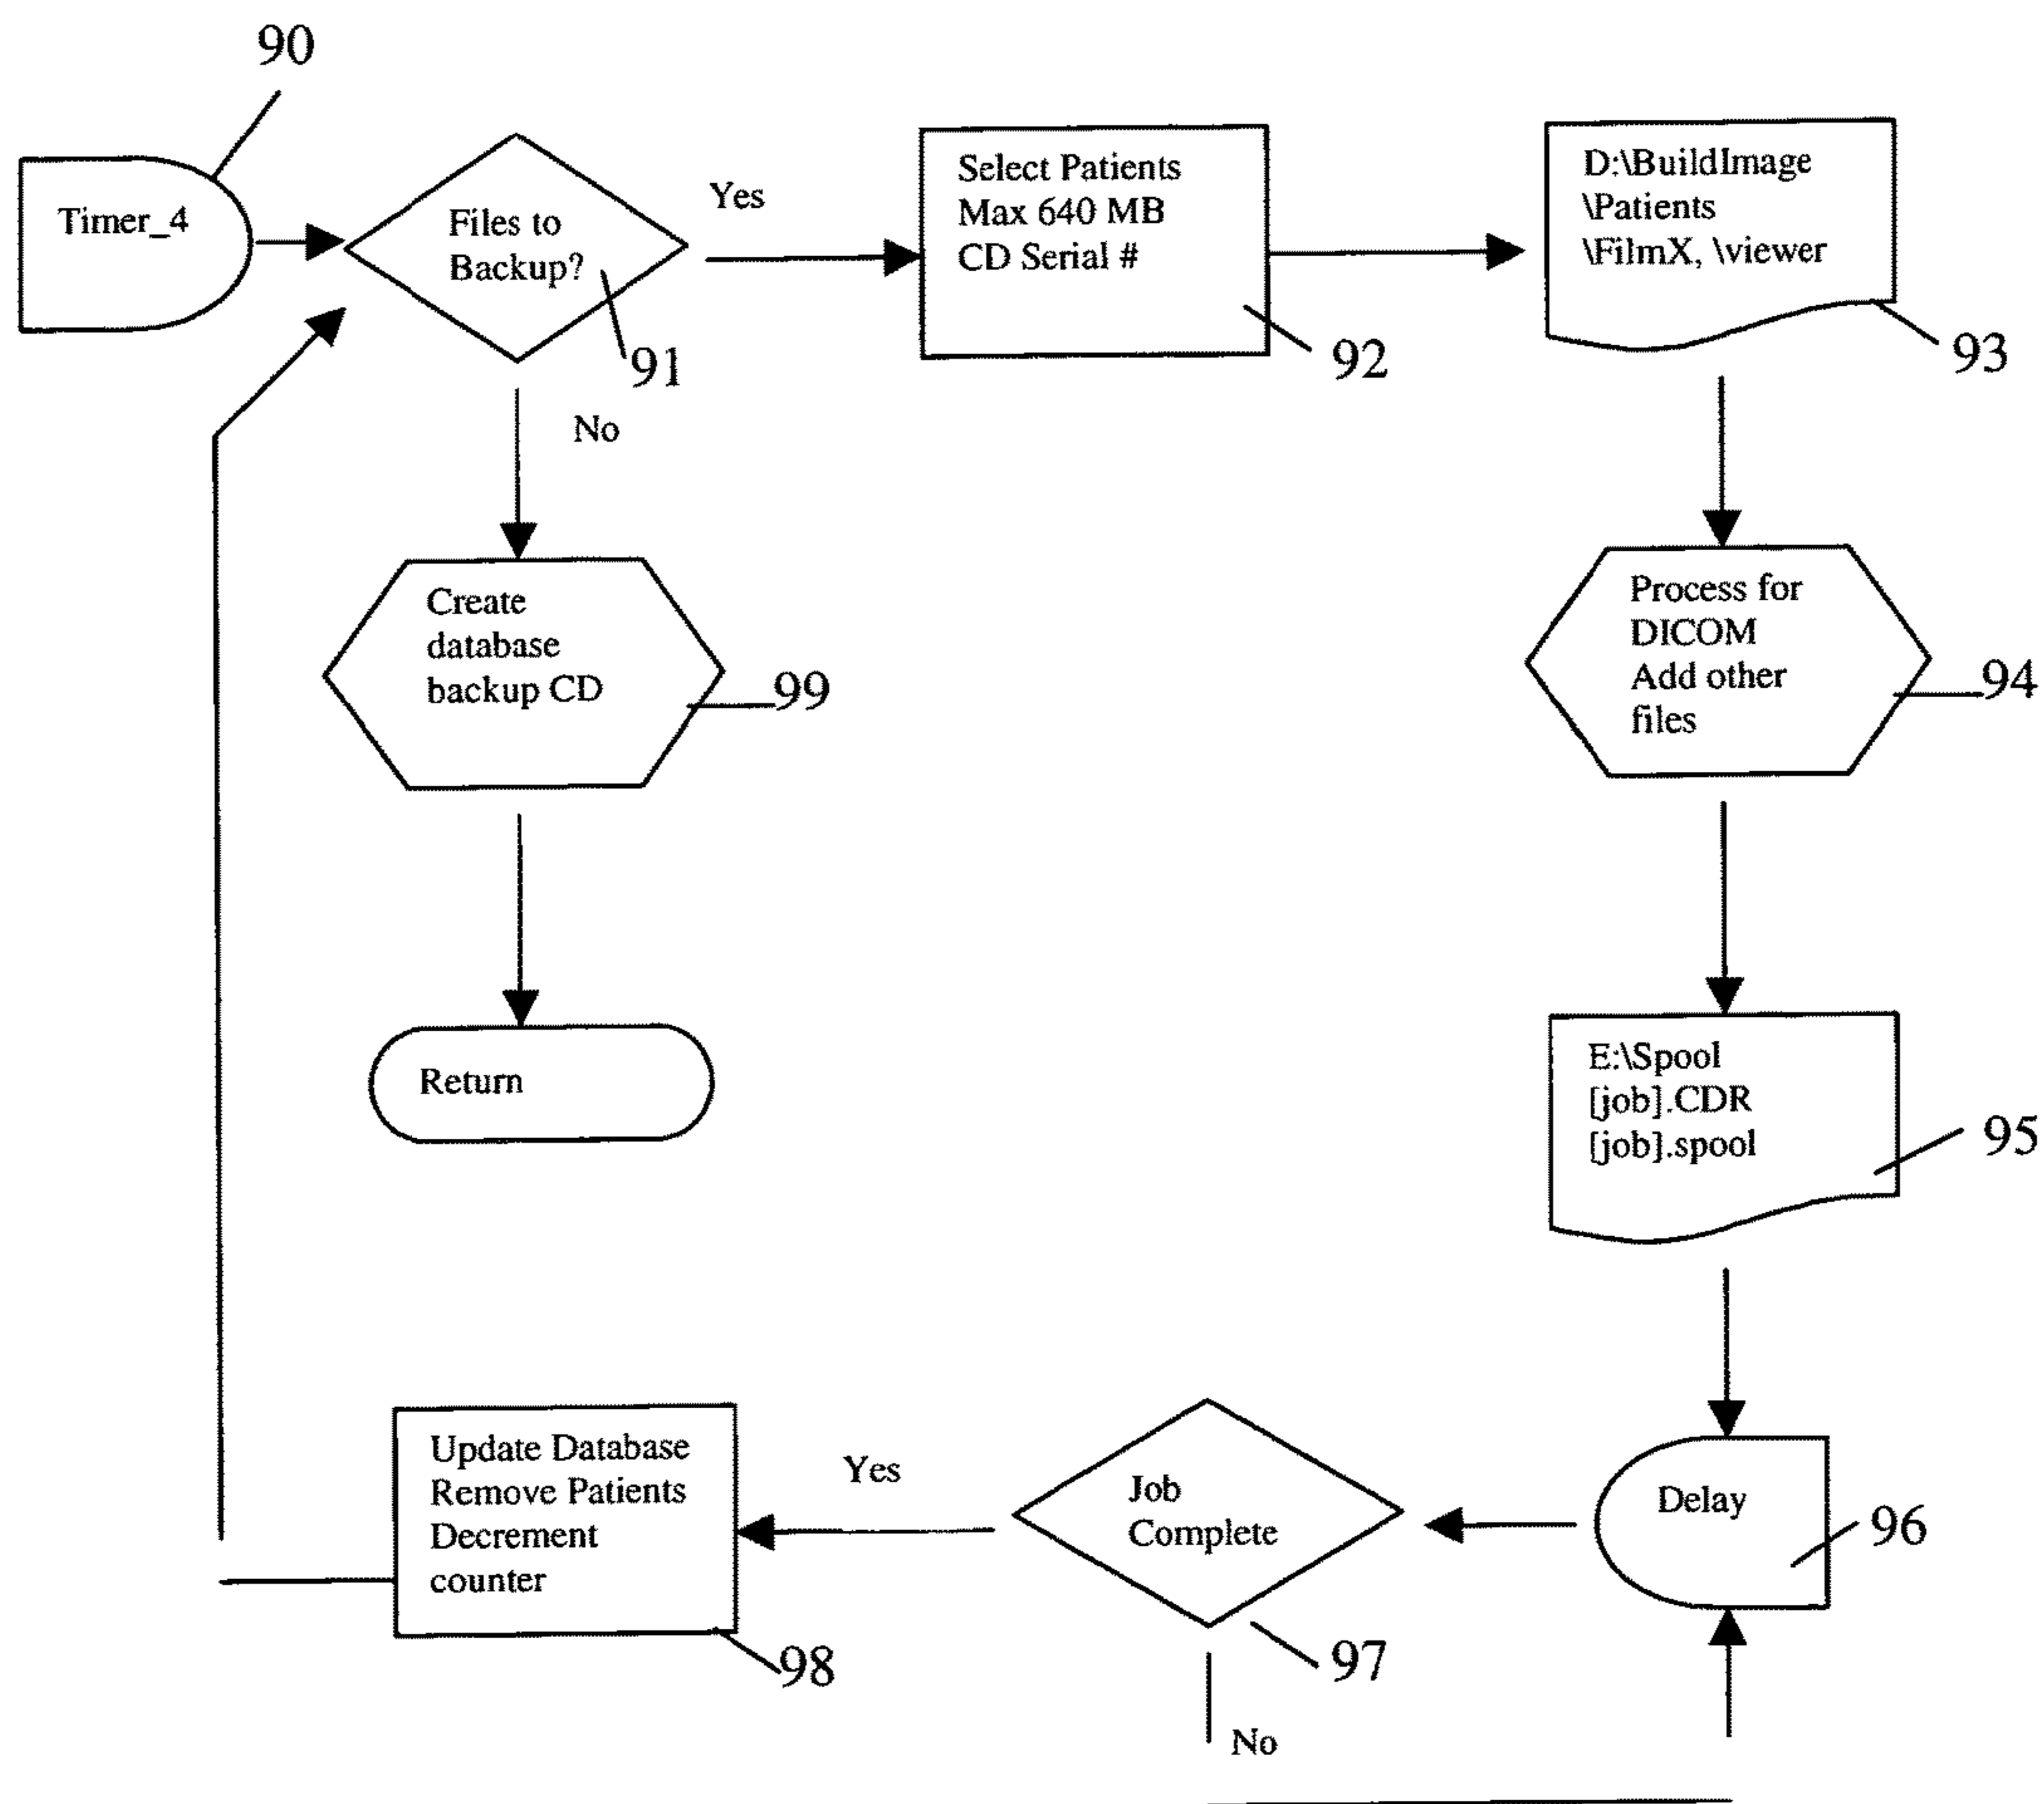 90
Timer_4
Files to
Backup?
91
Yes
Select Patients
Max 640 MB
CD Serial #
92
D:\BuildImage
\Patients
\FilmX, \viewer
93
No
Create
database
backup CD
99
Process for
DICOM
Add other
files
94
Return
E:\Spool
[job].CDR
[job].spool
95
Update Database
Remove Patients
Decrement
counter
98
Yes
Job
Complete
97
Delay
96
No